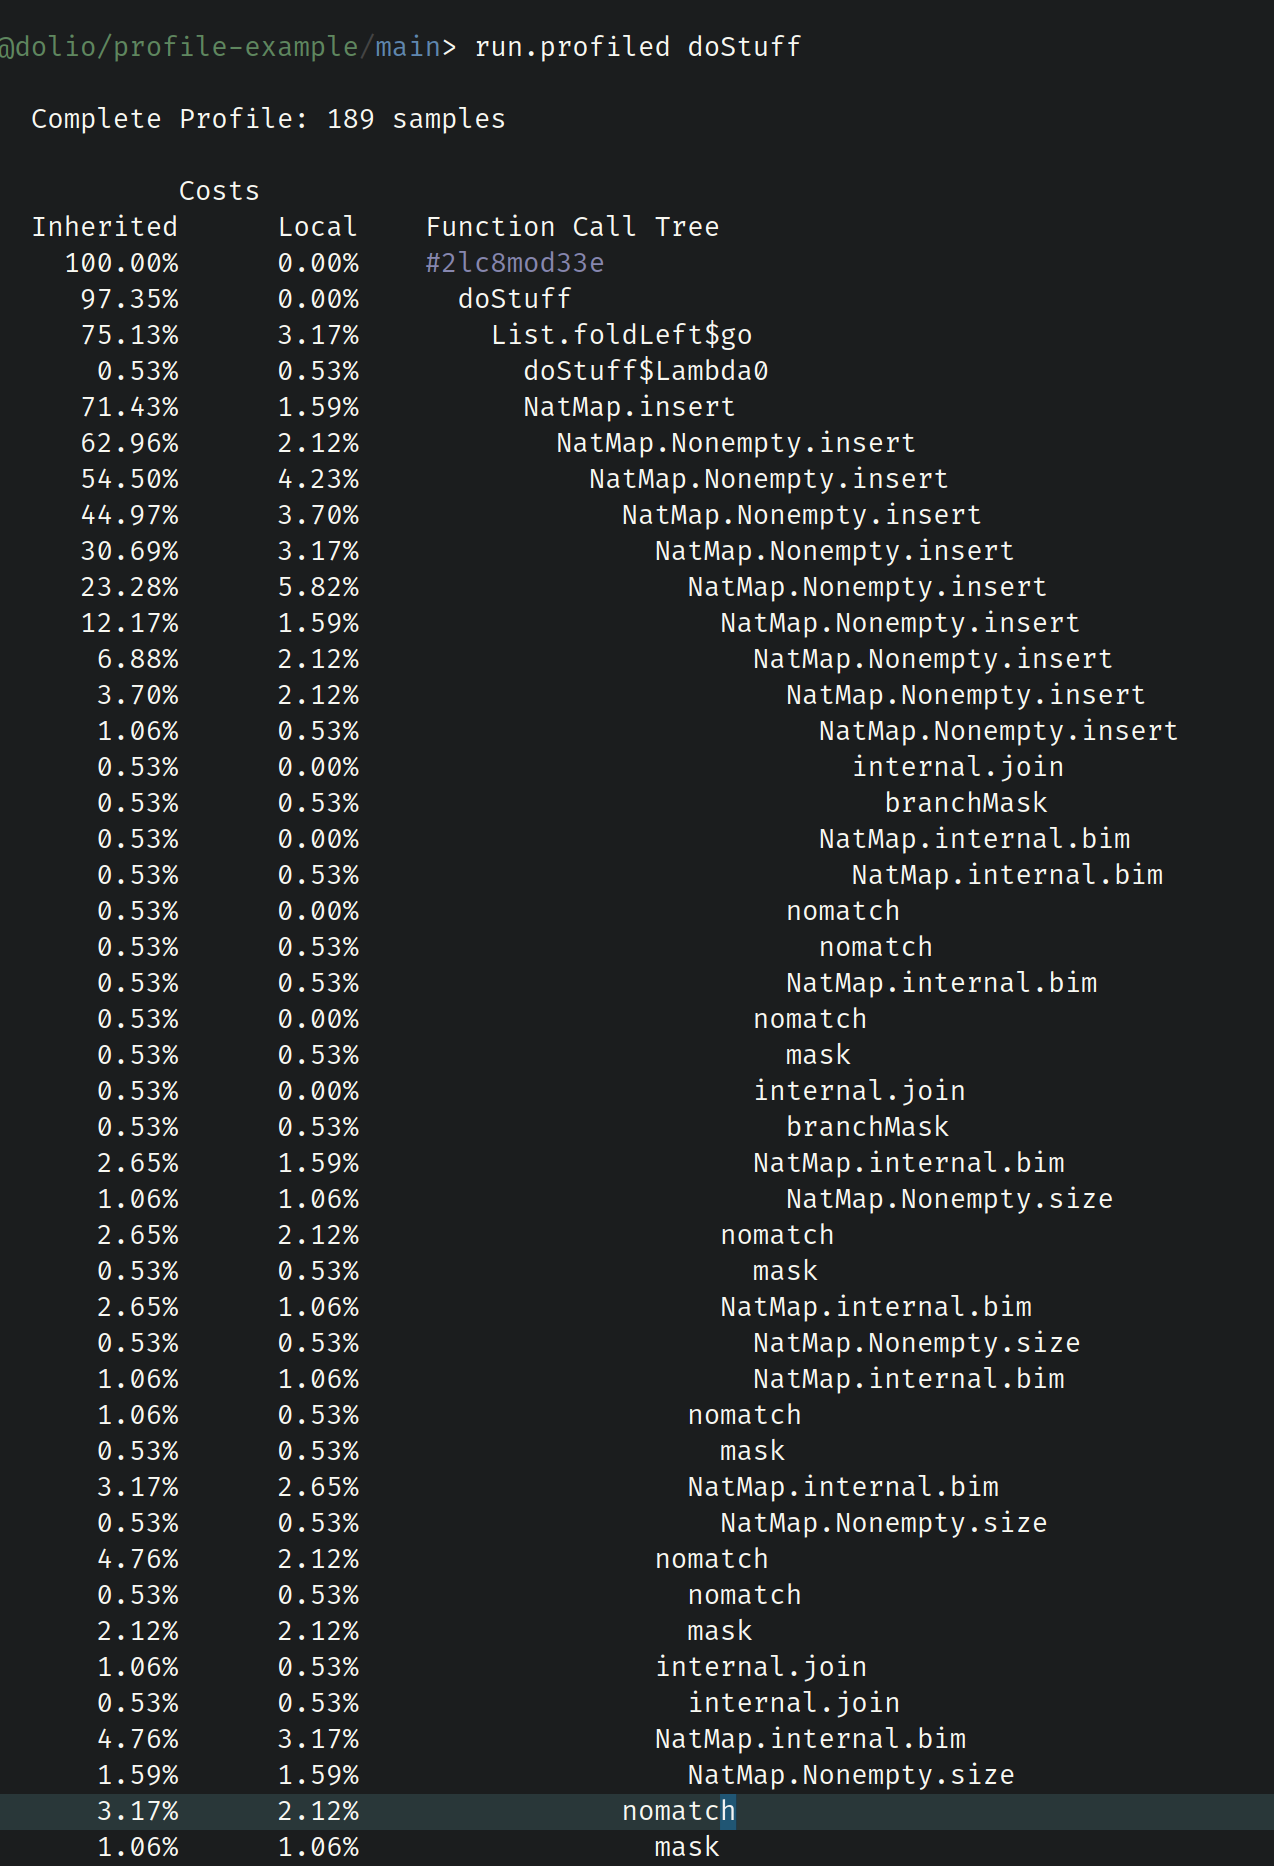 @dolio/profile-example/main> run.profiled doStuff
Complete Profile: 189 samples
Costs
Inherited Local Function Call Tree
100.00% 0.00% #2lc8mod33e
97.35% 0.00% doStuff
75.13% 3.17% List.foldLeft$go
0.53% 0.53% doStuff$Lambda0
71.43% 1.59% NatMap.insert
62.96% 2.12% NatMap.Nonempty.insert
54.50% 4.23% NatMap.Nonempty.insert
44.97% 3.70% NatMap.Nonempty.insert
30.69% 3.17% NatMap.Nonempty.insert
23.28% 5.82% NatMap.Nonempty.insert
12.17% 1.59% NatMap.Nonempty.insert
6.88% 2.12% NatMap.Nonempty.insert
3.70% 2.12% NatMap.Nonempty.insert
1.06% 0.53% NatMap.Nonempty.insert
0.53% 0.00% internal.join
0.53% 0.53% branchMask
0.53% 0.00% NatMap.internal.bim
0.53% 0.53% NatMap.internal.bim
0.53% 0.00% nomatch
0.53% 0.53% nomatch
0.53% 0.53% NatMap.internal.bim
0.53% 0.00% nomatch
0.53% 0.53% mask
0.53% 0.00% internal.join
0.53% 0.53% branchMask
2.65% 1.59% NatMap.internal.bim
1.06% 1.06% NatMap.Nonempty.size
2.65% 2.12% nomatch
0.53% 0.53% mask
2.65% 1.06% NatMap.internal.bim
0.53% 0.53% NatMap.Nonempty.size
1.06% 1.06% NatMap.internal.bim
1.06% 0.53% nomatch
0.53% 0.53% mask
3.17% 2.65% NatMap.internal.bim
0.53% 0.53% NatMap.Nonempty.size
4.76% 2.12% nomatch
0.53% 0.53% nomatch
2.12% 2.12% mask
1.06% 0.53% internal.join
0.53% 0.53% internal.join
4.76% 3.17% NatMap.internal.bim
1.59% 1.59% NatMap.Nonempty.size
3.17% 2.12% nomatch
1.06% 1.06% mask